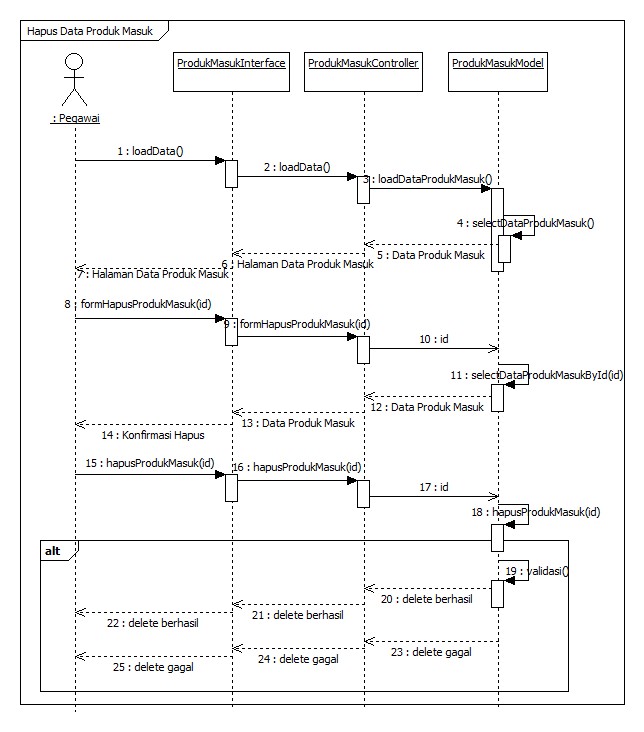 Hapus Data Produk Masuk
ProdukMasukInterface
ProdukMasukController
ProdukMasukModel
: Pegawai
1 : loadData()
2 : loadData()
3 : loadDataProdukMasuk()
4 : selectDataProdukMasuk()
5 : Data Produk Masuk
6 : Halaman Data Produk Masuk
7 : Halaman Data Produk Masuk
8 : formHapusProdukMasuk(id)
9 : formHapusProdukMasuk(id)
10 : id
11 : selectDataProdukMasukById(id)
12 : Data Produk Masuk
13 : Data Produk Masuk
14 : Konfirmasi Hapus
15 : hapusProdukMasuk(id)
16 : hapusProdukMasuk(id)
17 : id
18 : hapusProdukMasuk(id)
alt
19 : validasi()
20 : delete berhasil
21 : delete berhasil
22 : delete berhasil
23 : delete gagal
24 : delete gagal
25 : delete gagal